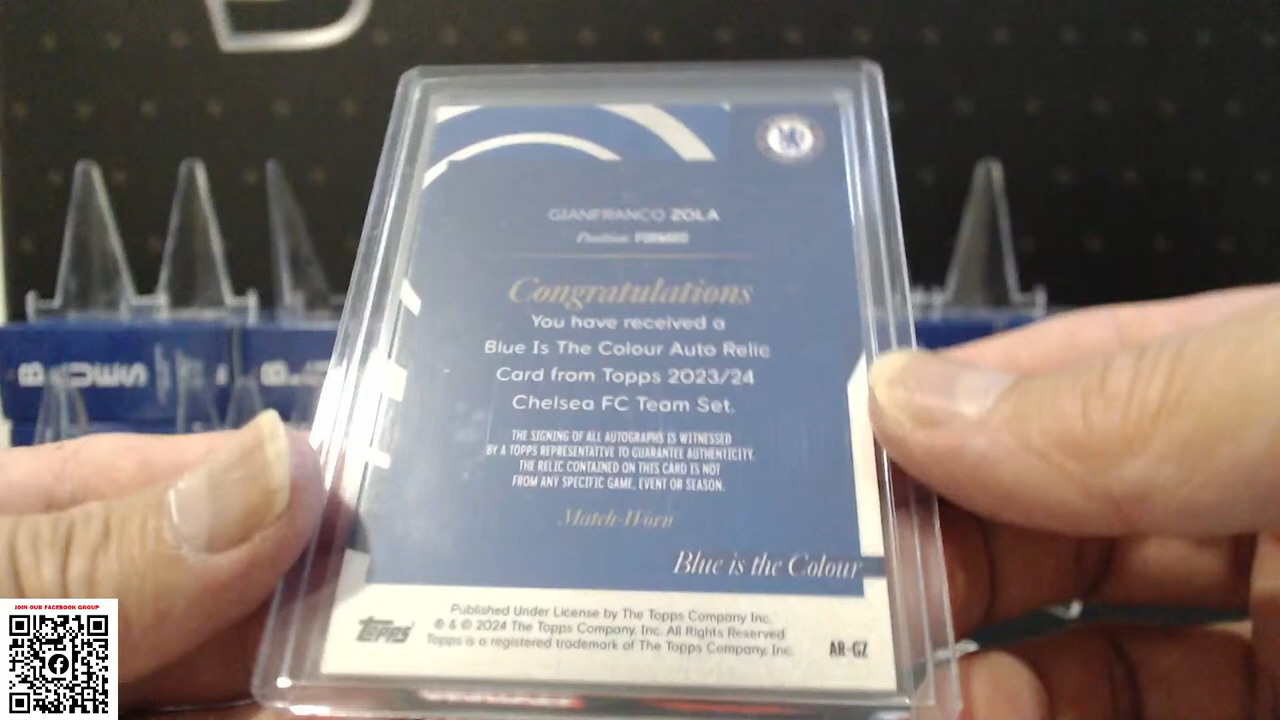 GIANFRANCO ZOLA
Position: FORWARD
Congratulations
You have received a
Blue Is The Colour Auto Relic
Card from Topps 2023/24
Chelsea FC Team Set.
THE SIGNING OF ALL AUTOGRAPHS IS WITNESSED
BY A TOPPS REPRESENTATIVE TO GUARANTEE AUTHENTICITY.
THE RELIC CONTAINED ON THIS CARD IS NOT
FROM ANY SPECIFIC GAME, EVENT OR SEASON.
Match-Worn
Blue is the Colour
Published Under License by The Topps Company Inc.
® & © 2024 The Topps Company, Inc. All Rights Reserved
Topps is a registered trademark of The Topps Company, Inc.
TOPPS
AR-GZ
JOIN OUR FACEBOOK GROUP